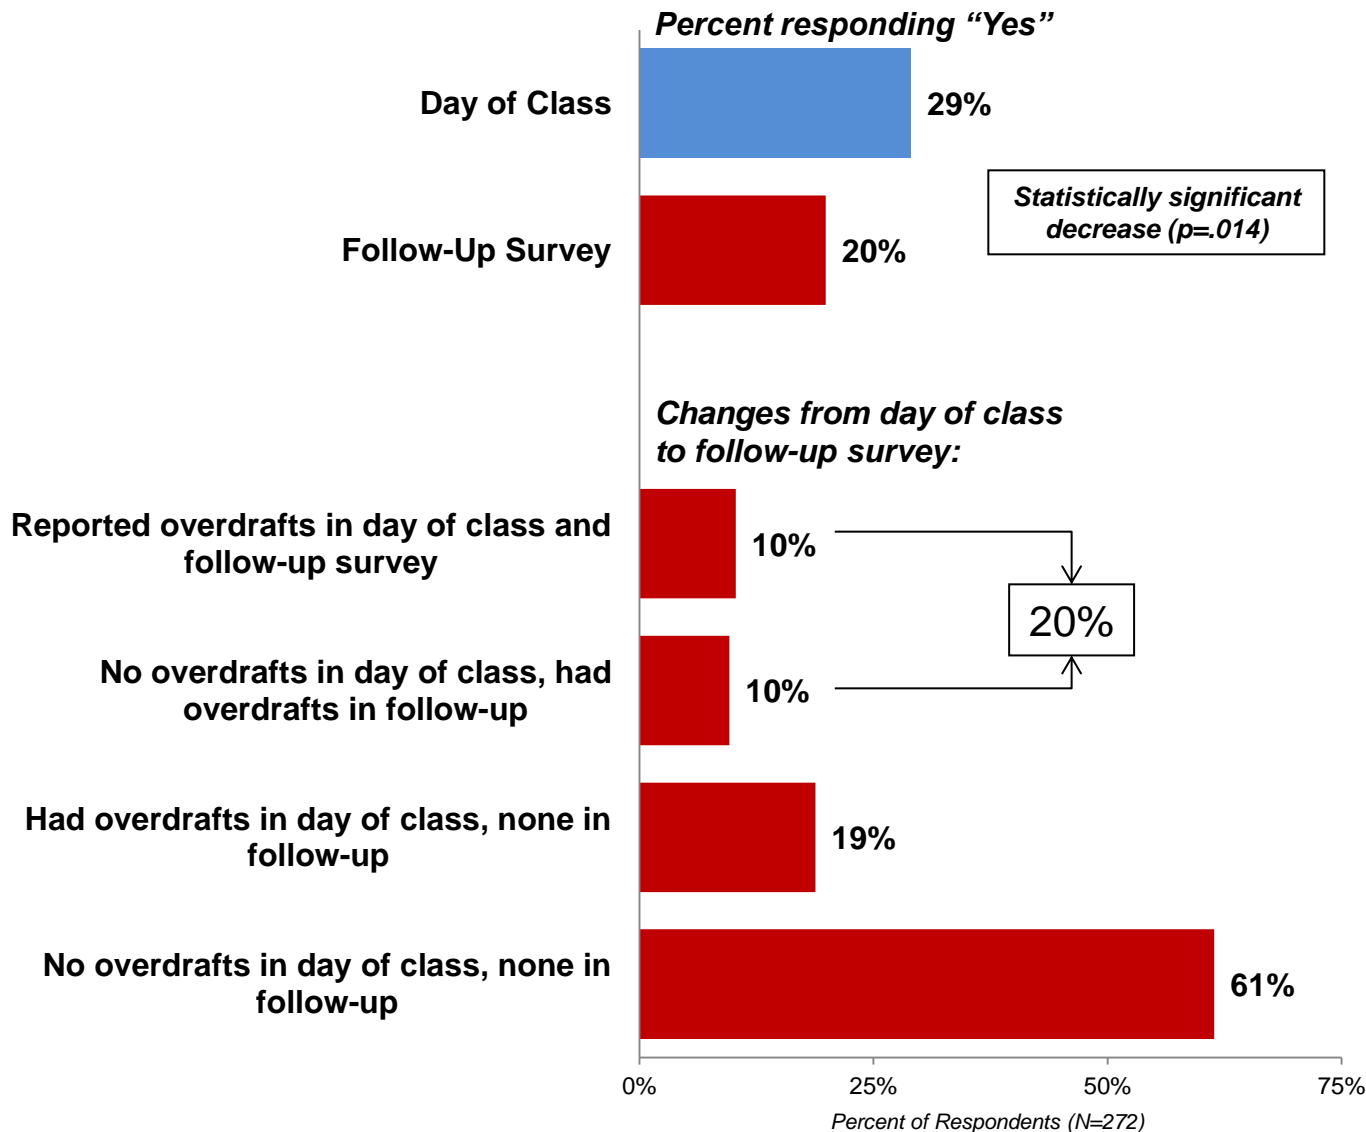 Percent responding “Yes”
Day of Class
29%
Statistically significant
decrease (p=.014)
Follow-Up Survey
20%
Changes from day of class
to follow-up survey:
Reported overdrafts in day of class and
follow-up survey
10%
20%
No overdrafts in day of class, had
overdrafts in follow-up
10%
Had overdrafts in day of class, none in
follow-up
19%
No overdrafts in day of class, none in
follow-up
61%
0%
25%
50%
75%
Percent of Respondents (N=272)